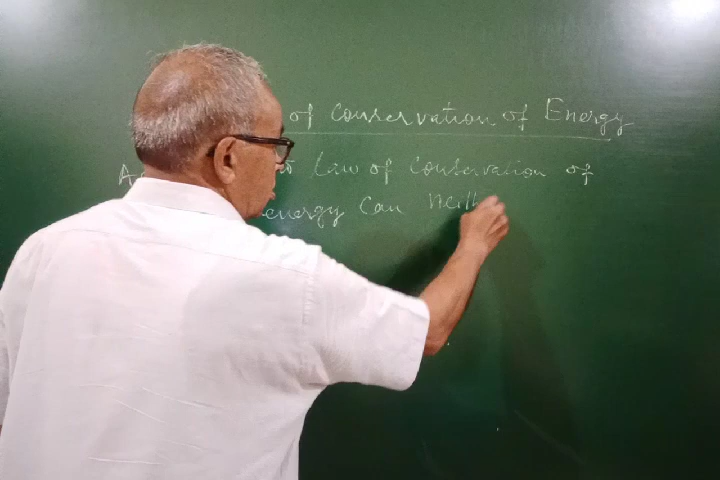 of Conservation of Energy
law of Conservation of
energy can neith